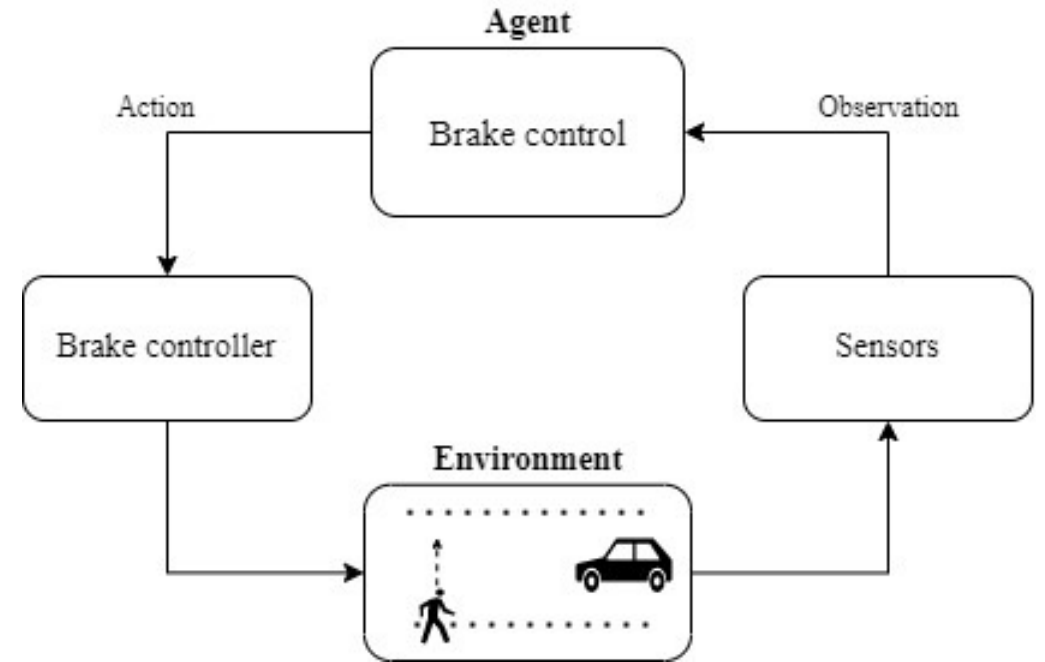 Agent
Action
Observation
Brake control
Brake controller
Sensors
Environment